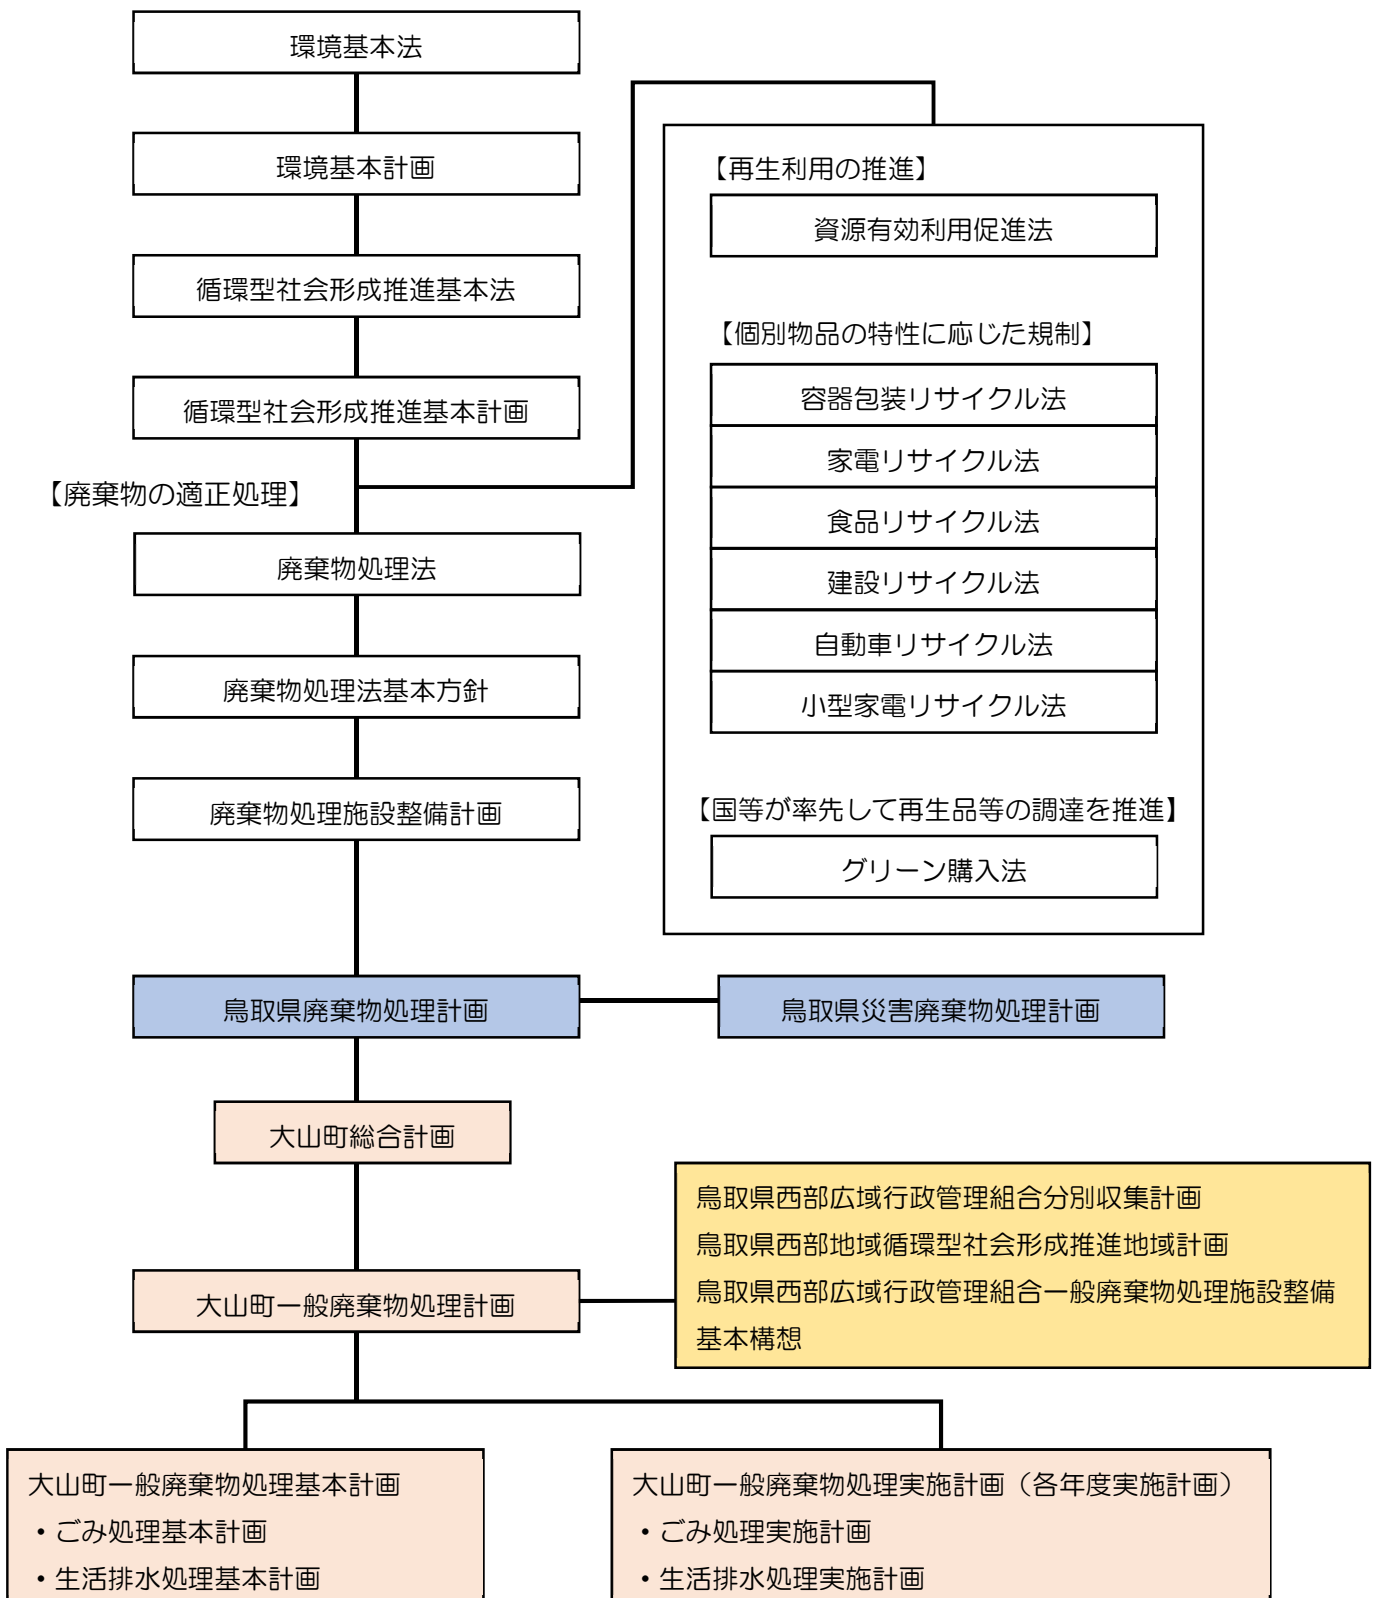 環境基本法
環境基本計画
循環型社会形成推進基本法
循環型社会形成推進基本計画
【廃棄物の適正処理】
廃棄物処理法
廃棄物処理法基本方針
廃棄物処理施設整備計画
【再生利用の推進】
資源有効利用促進法
【個別物品の特性に応じた規制】
容器包装リサイクル法
家電リサイクル法
食品リサイクル法
建設リサイクル法
自動車リサイクル法
小型家電リサイクル法
【国等が率先して再生品等の調達を推進】
グリーン購入法
鳥取県廃棄物処理計画
鳥取県災害廃棄物処理計画
大山町総合計画
鳥取県西部広域行政管理組合分別収集計画
鳥取県西部地域循環型社会形成推進地域計画
鳥取県西部広域行政管理組合一般廃棄物処理施設整備
基本構想
大山町一般廃棄物処理計画
大山町一般廃棄物処理基本計画
・ごみ処理基本計画
・生活排水処理基本計画
大山町一般廃棄物処理実施計画（各年度実施計画）
・ごみ処理実施計画
・生活排水処理実施計画